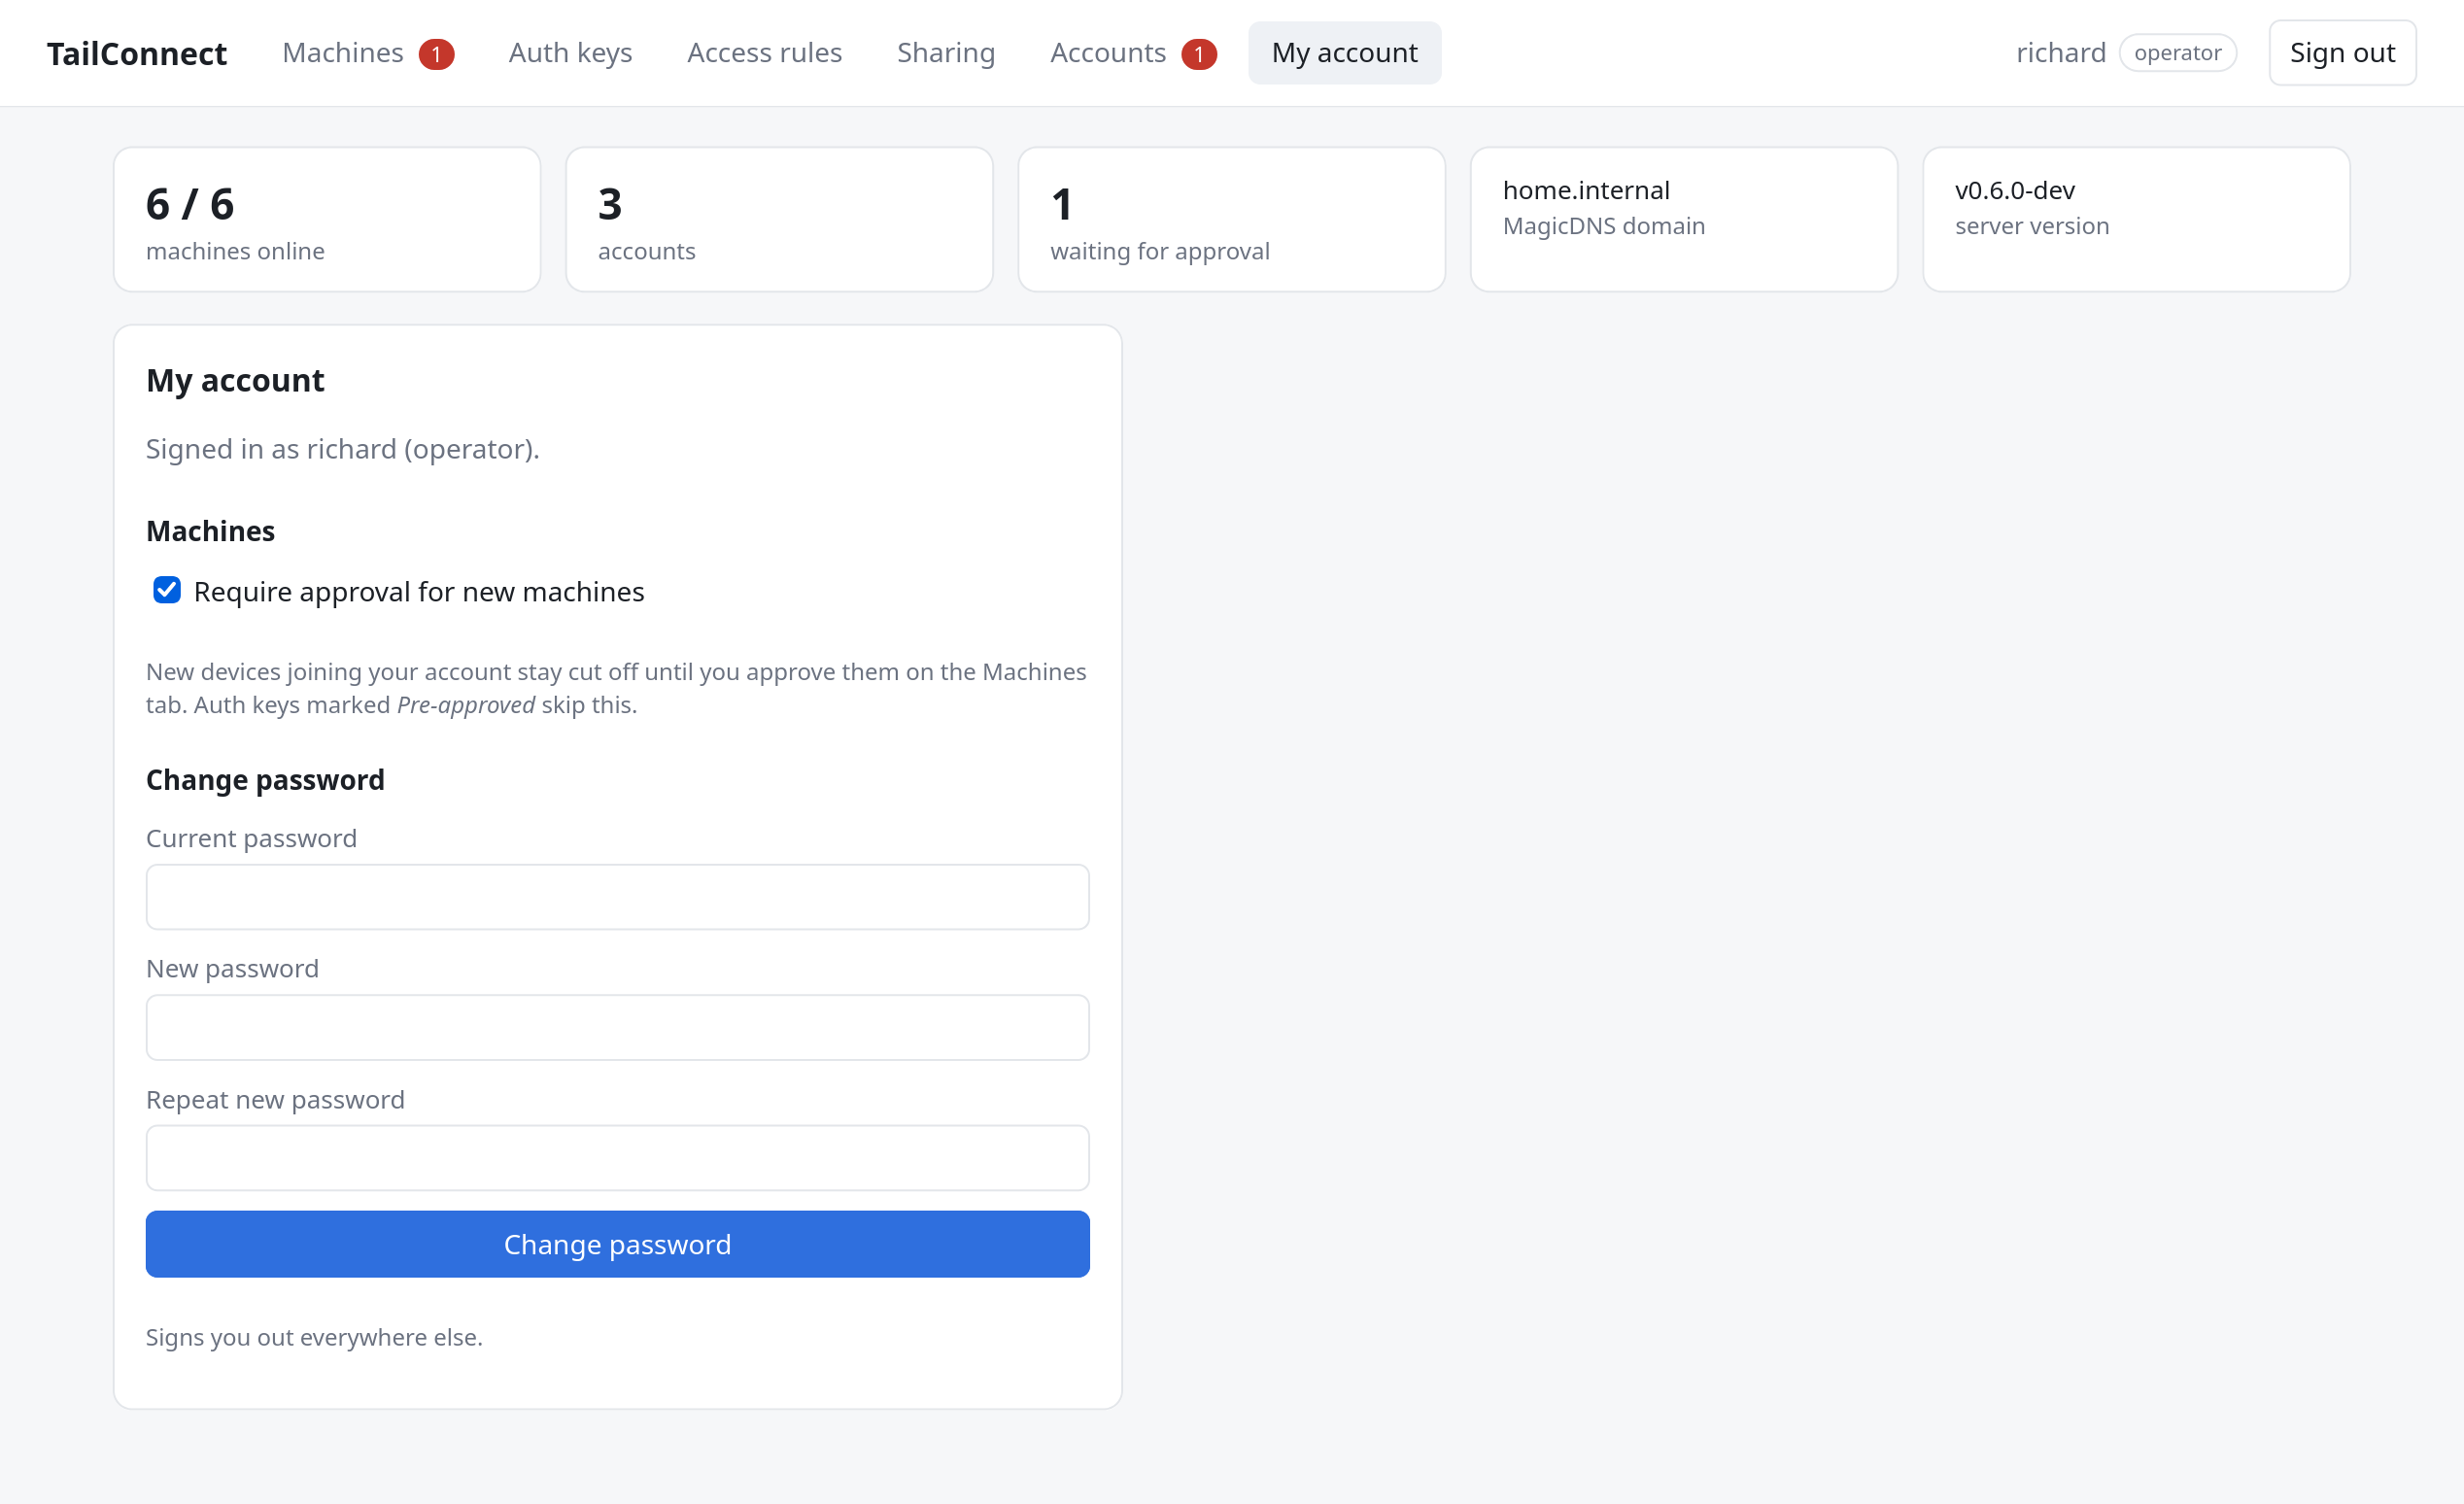 TailConnect Machines 1 Auth keys Access rules Sharing Accounts 1 My account richard operator Sign out
6 / 6
machines online
3
accounts
1
waiting for approval
home.internal
MagicDNS domain
v0.6.0-dev
server version
My account
Signed in as richard (operator).
Machines
Require approval for new machines
New devices joining your account stay cut off until you approve them on the Machines
tab. Auth keys marked Pre-approved skip this.
Change password
Current password
New password
Repeat new password
Change password
Signs you out everywhere else.